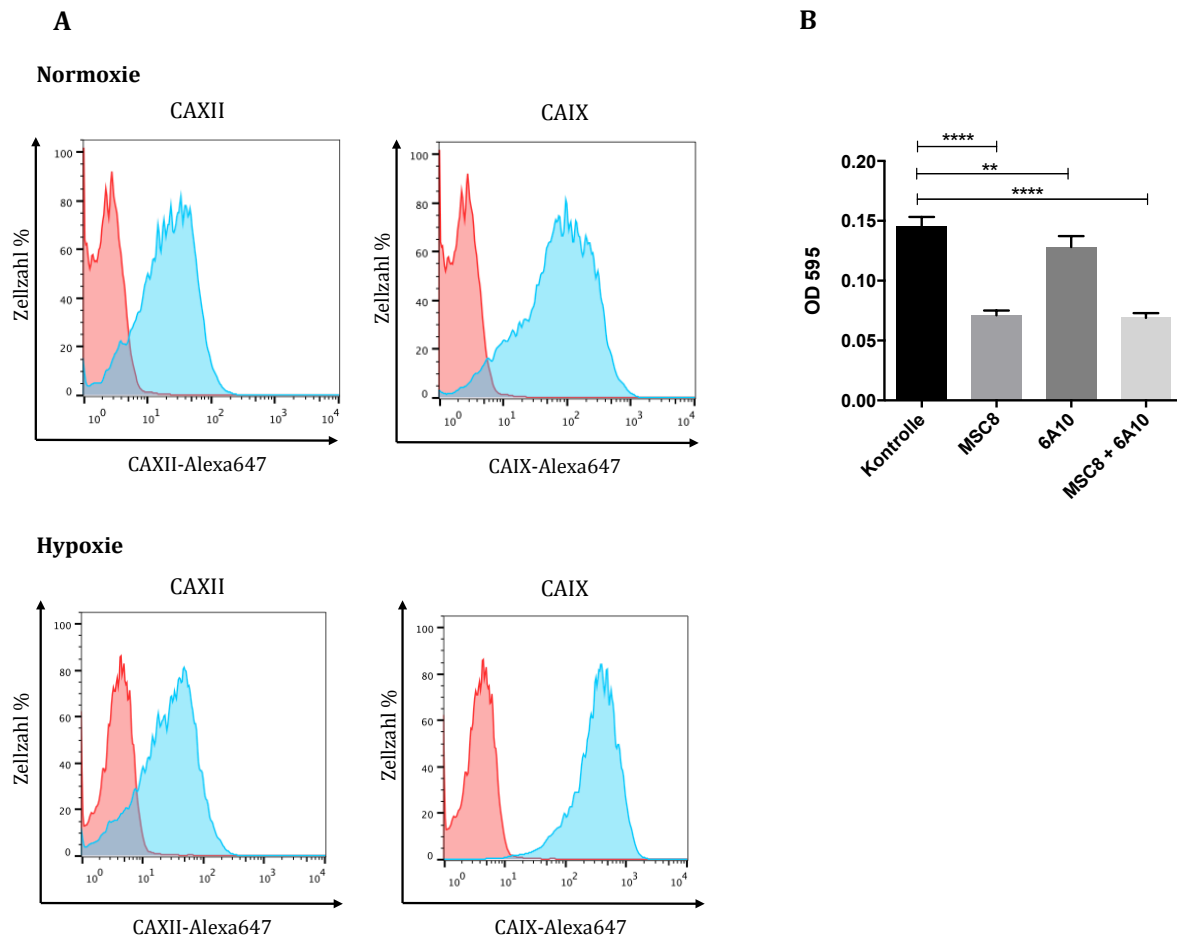 A
Normoxie
CAXII
Zellzahl %
100
80
60
40
20
0
10^0 10^1 10^2 10^3 10^4
CAXII-Alexa647
CAIX
Zellzahl %
100
80
60
40
20
0
10^0 10^1 10^2 10^3 10^4
CAIX-Alexa647
Hypoxie
CAXII
Zellzahl %
100
80
60
40
20
0
10^0 10^1 10^2 10^3 10^4
CAXII-Alexa647
CAIX
Zellzahl %
100
80
60
40
20
0
10^0 10^1 10^2 10^3 10^4
CAIX-Alexa647
B
****
**
****
OD 595
0.20
0.15
0.10
0.05
0.00
Kontrolle
MSC8
6A10
MSC8 + 6A10